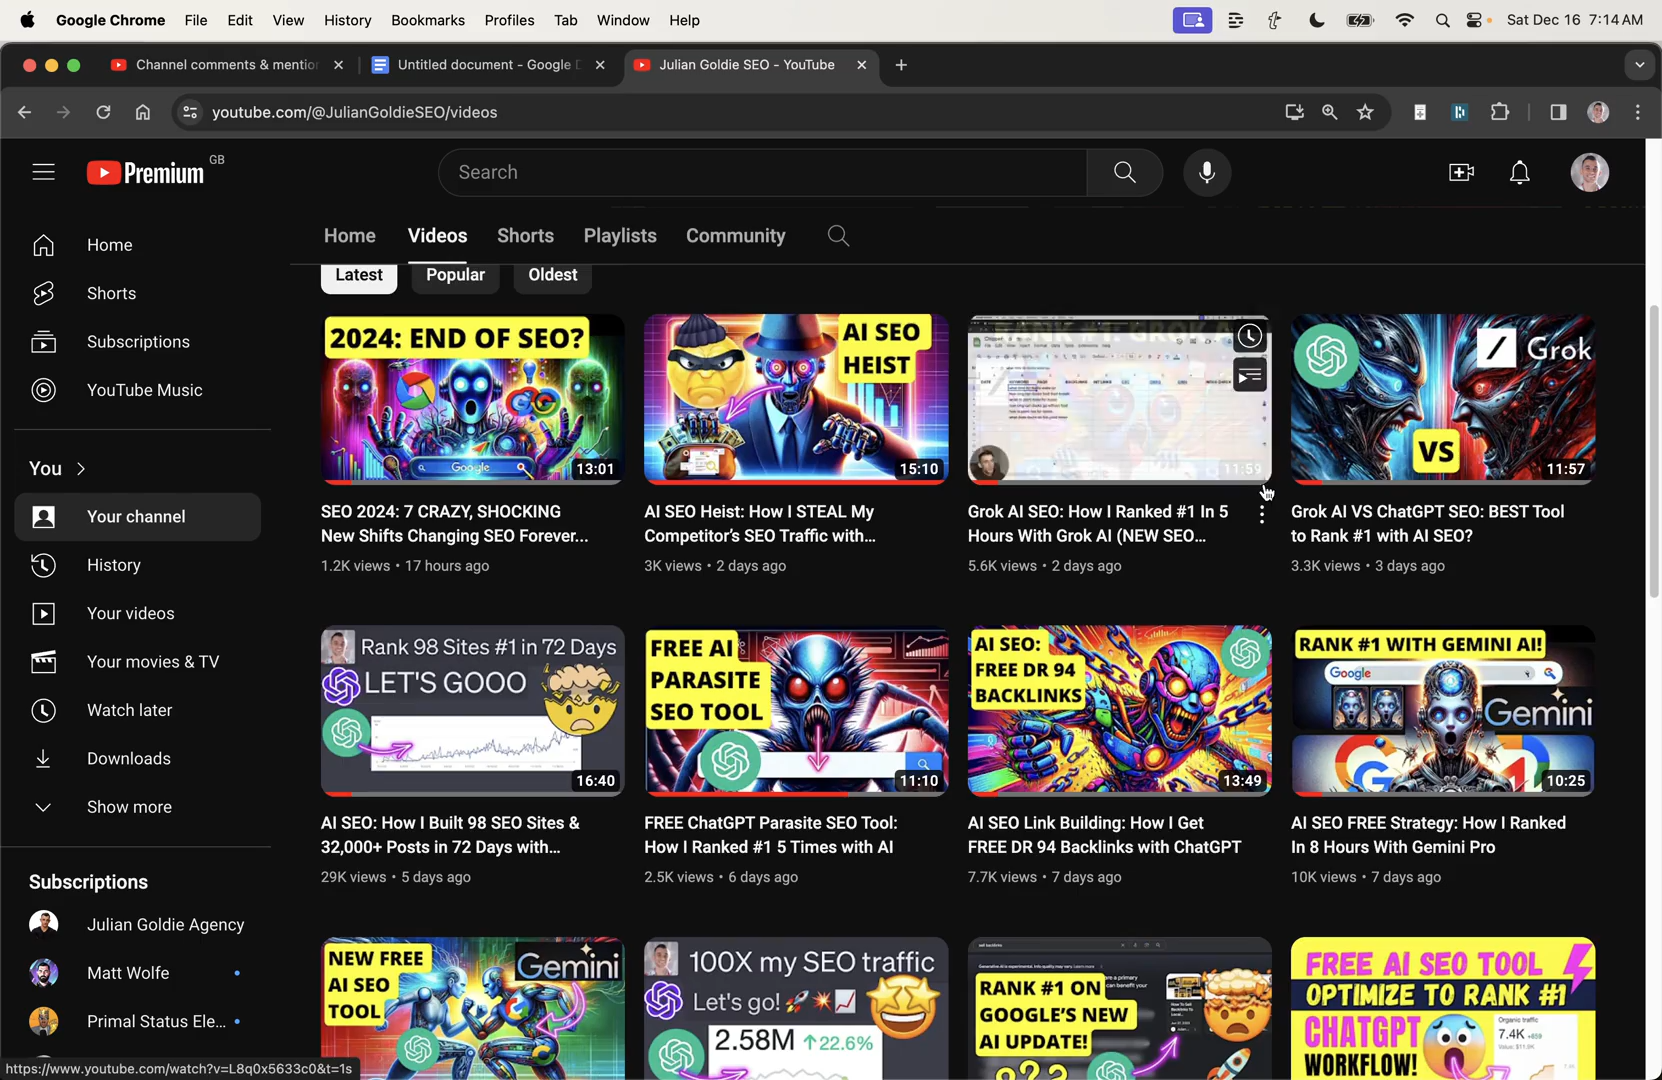 Google Chrome File Edit View History Bookmarks Profiles Tab Window Help Sat Dec 16 7:14 AM
Channel comments & mention Untitled document - Google D Julian Goldie SEO - YouTube
youtube.com/@JulianGoldieSEO/videos
Premium GB
Search
Home
Shorts
Subscriptions
YouTube Music
You
Your channel
History
Your videos
Your movies & TV
Watch later
Downloads
Show more
Subscriptions
Julian Goldie Agency
Matt Wolfe
Primal Status Ele...
https://www.youtube.com/watch?v=L8q0x5633c0&t=1s
Home Videos Shorts Playlists Community
Latest Popular Oldest
2024: END OF SEO?
Google
13:01
SEO 2024: 7 CRAZY, SHOCKING
New Shifts Changing SEO Forever...
1.2K views • 17 hours ago
AI SEO
HEIST
15:10
AI SEO Heist: How I STEAL My
Competitor's SEO Traffic with...
3K views • 2 days ago
11:59
Grok AI SEO: How I Ranked #1 In 5
Hours With Grok AI (NEW SEO...
5.6K views • 2 days ago
Grok
VS
11:57
Grok AI VS ChatGPT SEO: BEST Tool
to Rank #1 with AI SEO?
3.3K views • 3 days ago
Rank 98 Sites #1 in 72 Days
LET'S GOOO
16:40
AI SEO: How I Built 98 SEO Sites &
32,000+ Posts in 72 Days with...
29K views • 5 days ago
FREE AI
PARASITE
SEO TOOL
11:10
FREE ChatGPT Parasite SEO Tool:
How I Ranked #1 5 Times with AI
2.5K views • 6 days ago
AI SEO:
FREE DR 94
BACKLINKS
13:49
AI SEO Link Building: How I Get
FREE DR 94 Backlinks with ChatGPT
7.7K views • 7 days ago
RANK #1 WITH GEMINI AI!
Google
Gemini
10:25
AI SEO FREE Strategy: How I Ranked
In 8 Hours With Gemini Pro
10K views • 7 days ago
NEW FREE
AI SEO
TOOL
Gemini
100X my SEO traffic
Let's go!
2.58M 22.6%
RANK #1 ON
GOOGLE'S NEW
AI UPDATE!
???
FREE AI SEO TOOL
OPTIMIZE TO RANK #1
CHATGPT
WORKFLOW!
Organic traffic
7.4K